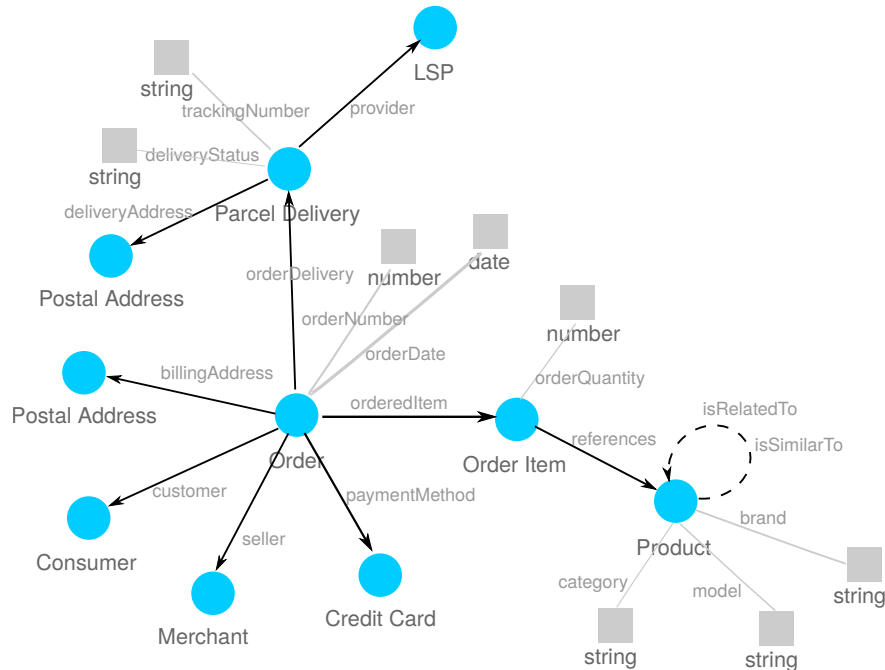 LSP
string
trackingNumber
provider
deliveryStatus
string
deliveryAddress
Parcel Delivery
date
orderDelivery
number
Postal Address
orderNumber
number
orderDate
billingAddress
orderQuantity
orderedItem
isRelatedTo
Postal Address
references
isSimilarTo
Order
Order Item
customer
paymentMethod
brand
seller
Product
Consumer
category
model
string
Credit Card
Merchant
string
string